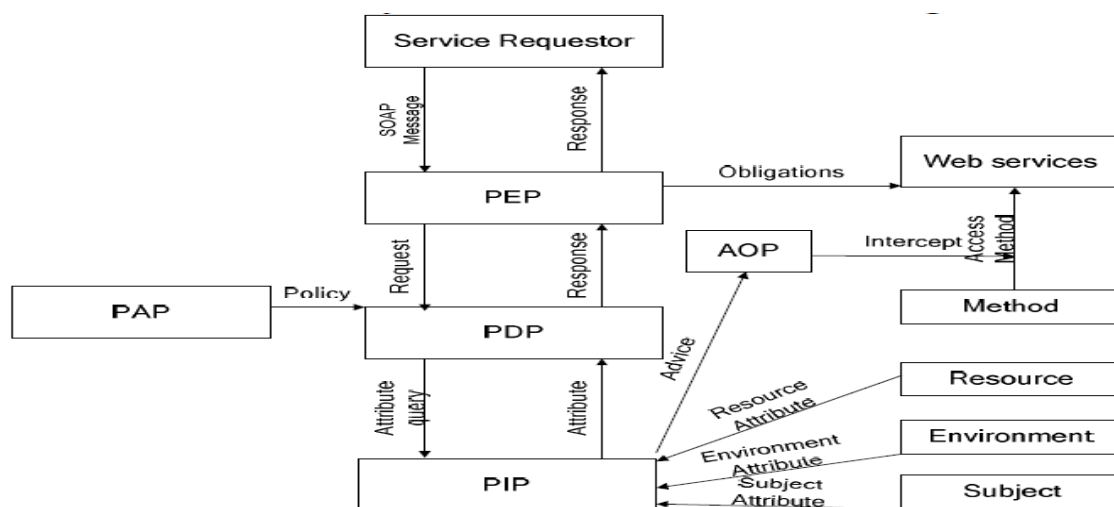 Service Requestor
SOAP
Message
Response
Web services
Obligations
PEP
AOP
Intercept
Access
Method
Request
Response
Policy
PAP
PDP
Method
Advice
Resource
Resource
Attribute
Attribute
query
Attribute
Environment
Environment
Attribute
PIP
Subject
Attribute
Subject